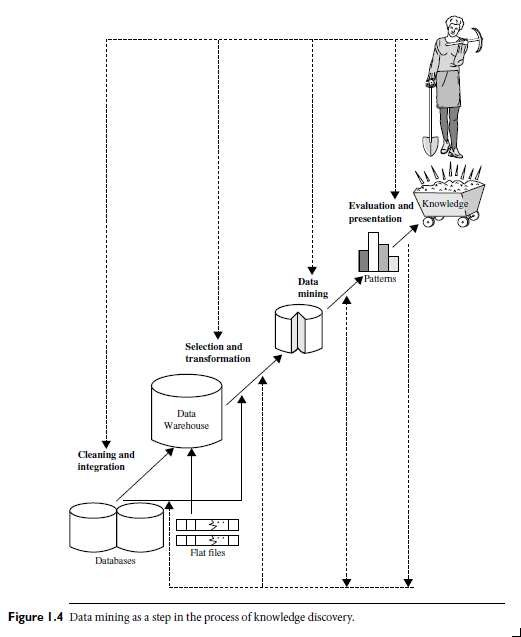 Knowledge
Evaluation and
presentation
Patterns
Data
mining
Selection and
transformation
Data
Warehouse
Cleaning and
integration
Flat files
Databases
Figure 1.4 Data mining as a step in the process of knowledge discovery.